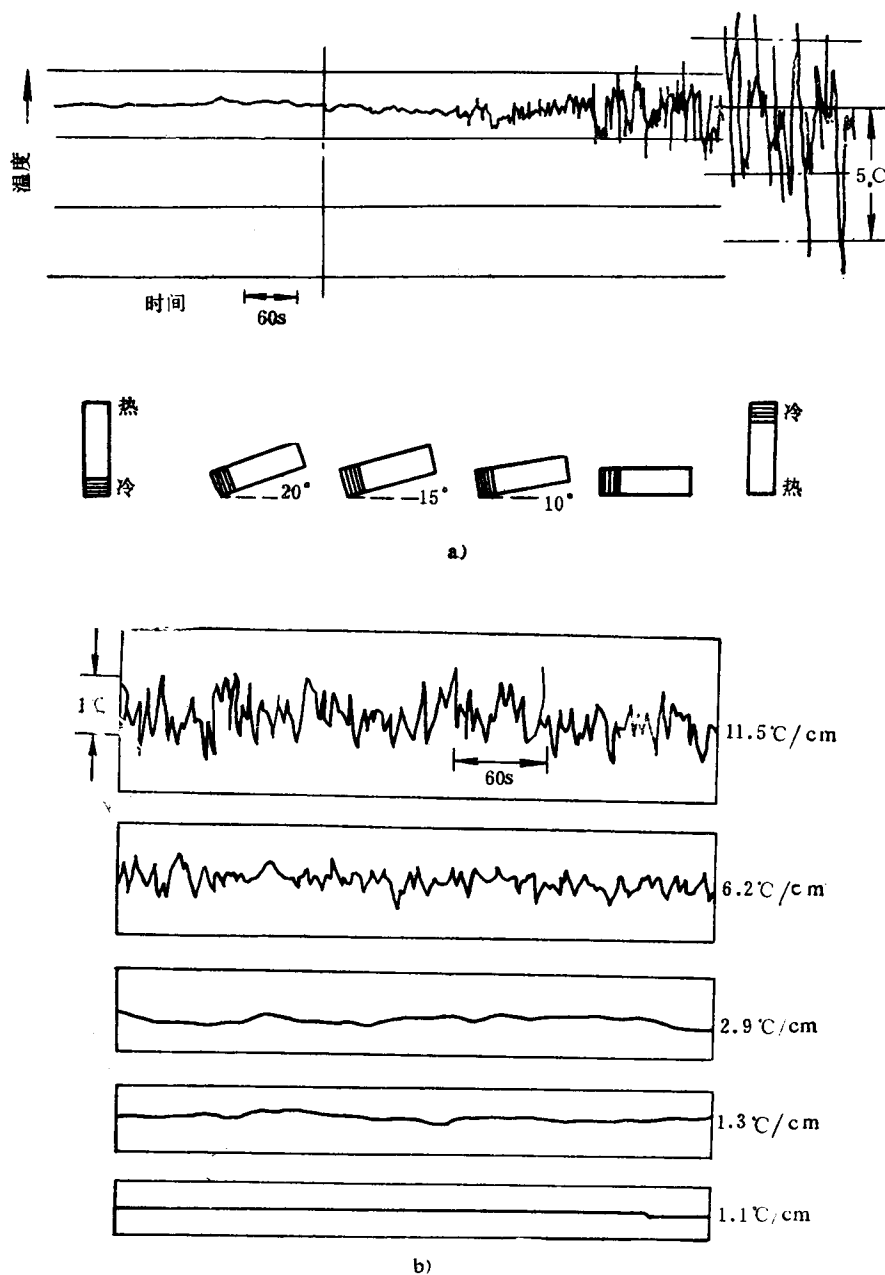 温度
5℃
时间
60s
热
冷
20°
15°
10°
冷
热
a)
1℃
60s
11.5℃/cm
6.2℃/cm
2.9℃/cm
1.3℃/cm
1.1℃/cm
b)